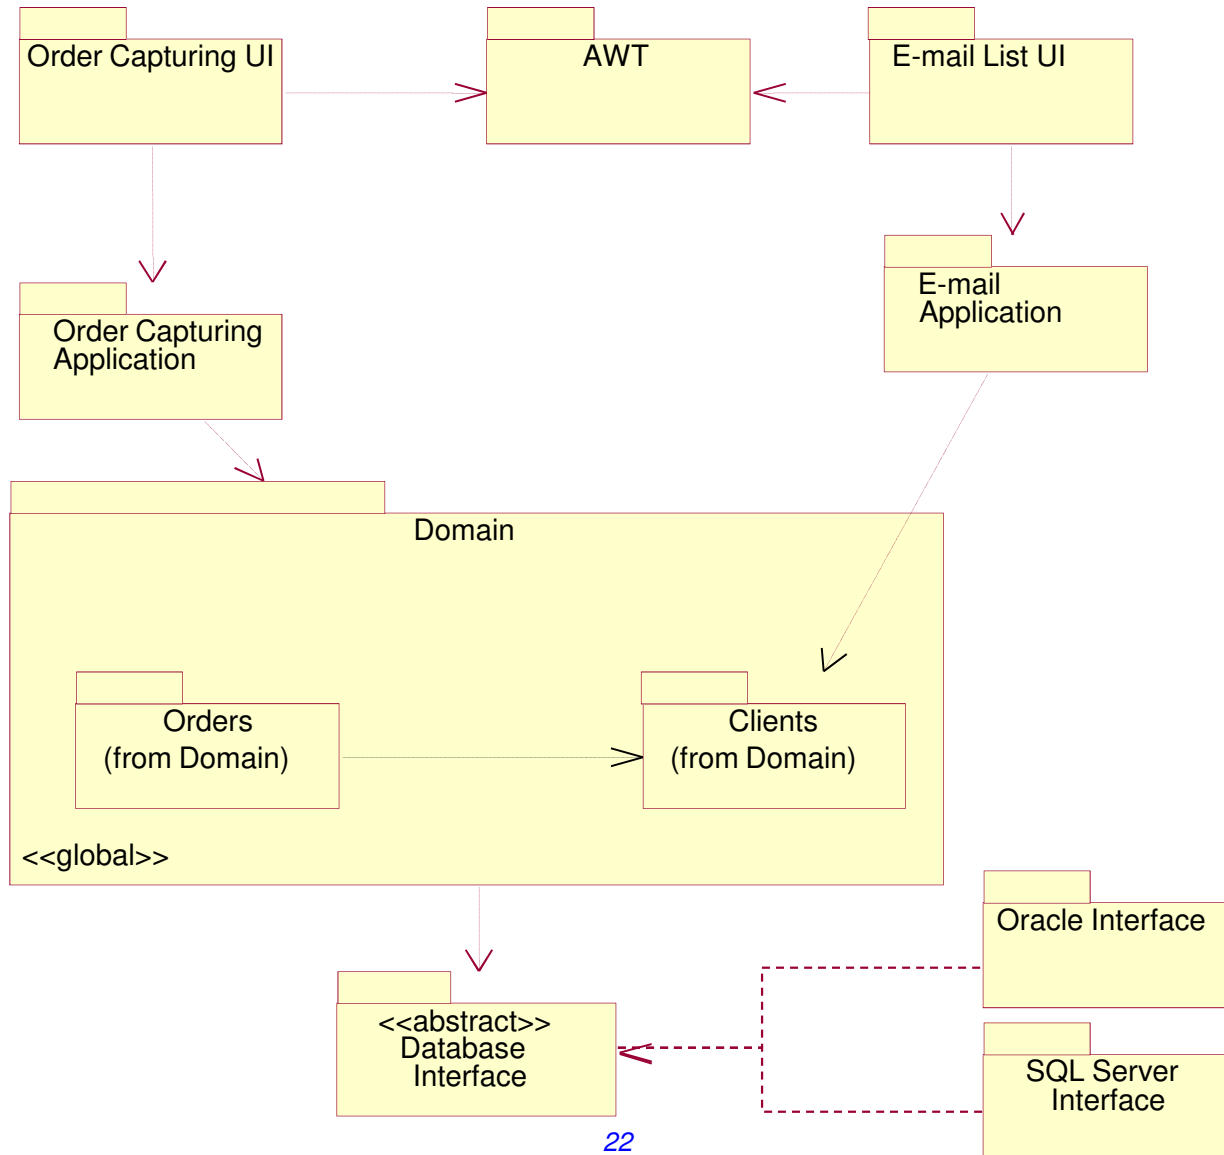 Order Capturing UI
AWT
E-mail List UI
E-mail
Application
Order Capturing
Application
Domain
Orders
(from Domain)
Clients
(from Domain)
<<global>>
Oracle Interface
<<abstract>>
Database
Interface
SQL Server
Interface
22